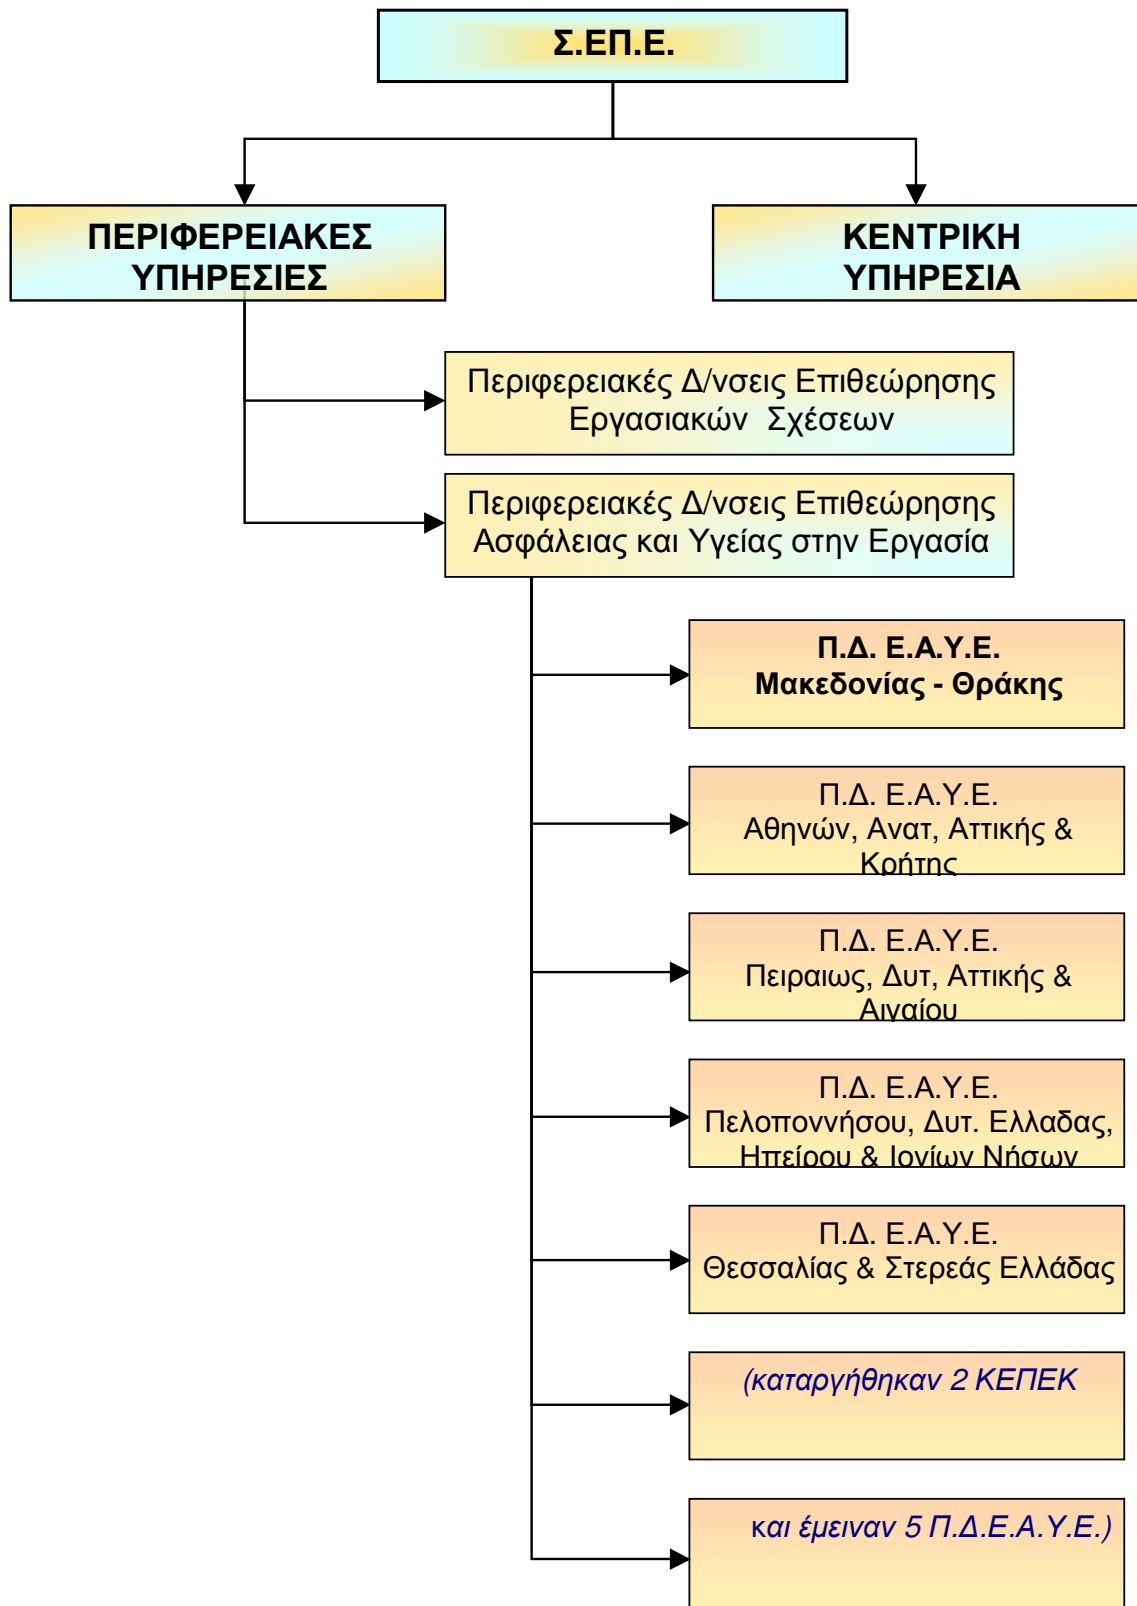 Σ.ΕΠ.Ε.
ΠΕΡΙΦΕΡΕΙΑΚΕΣ
ΥΠΗΡΕΣΙΕΣ
ΚΕΝΤΡΙΚΗ
ΥΠΗΡΕΣΙΑ
Περιφερειακές Δ/νσεις Επιθεώρησης
Εργασιακών Σχέσεων
Περιφερειακές Δ/νσεις Επιθεώρησης
Ασφάλειας και Υγείας στην Εργασία
Π.Δ. Ε.Α.Υ.Ε.
Μακεδονίας - Θράκης
Π.Δ. Ε.Α.Υ.Ε.
Αθηνών, Ανατ, Αττικής &
Κρήτης
Π.Δ. Ε.Α.Υ.Ε.
Πειραιως, Δυτ, Αττικής &
Αιγαίου
Π.Δ. Ε.Α.Υ.Ε.
Πελοποννήσου, Δυτ. Ελλαδας,
Ηπείρου & Ιονίων Νήσων
Π.Δ. Ε.Α.Υ.Ε.
Θεσσαλίας & Στερεάς Ελλάδας
(καταργήθηκαν 2 ΚΕΠΕΚ
και έμειναν 5 Π.Δ.Ε.Α.Υ.Ε.)